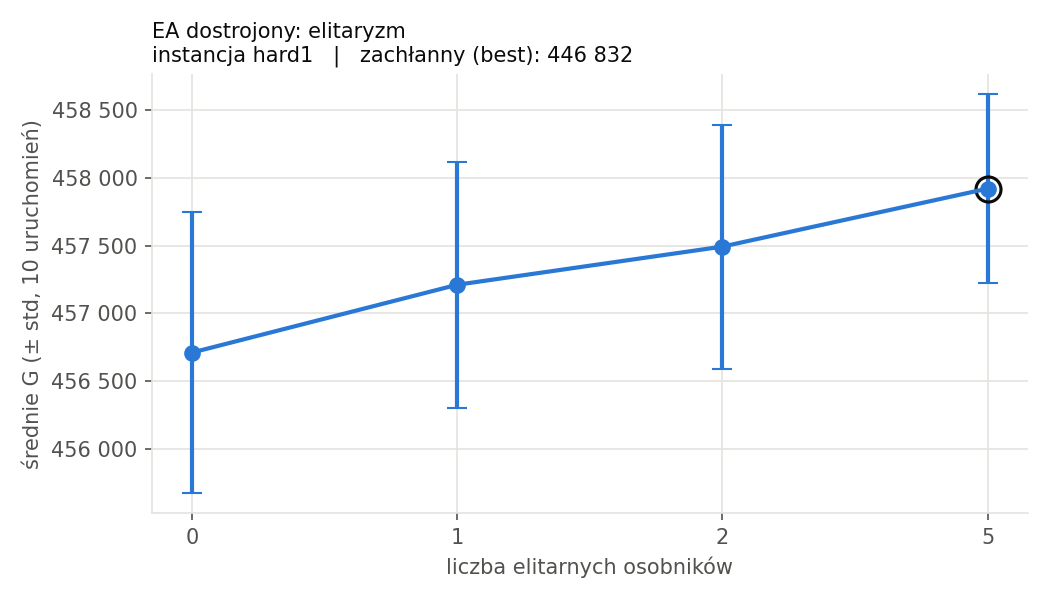 EA dostrojony: elitaryzm
instancja hard1 | zachłanny (best): 446 832
średnie G (± std, 10 uruchomień)
458 500
458 000
457 500
457 000
456 500
456 000
0 1 2 5
liczba elitarnych osobników